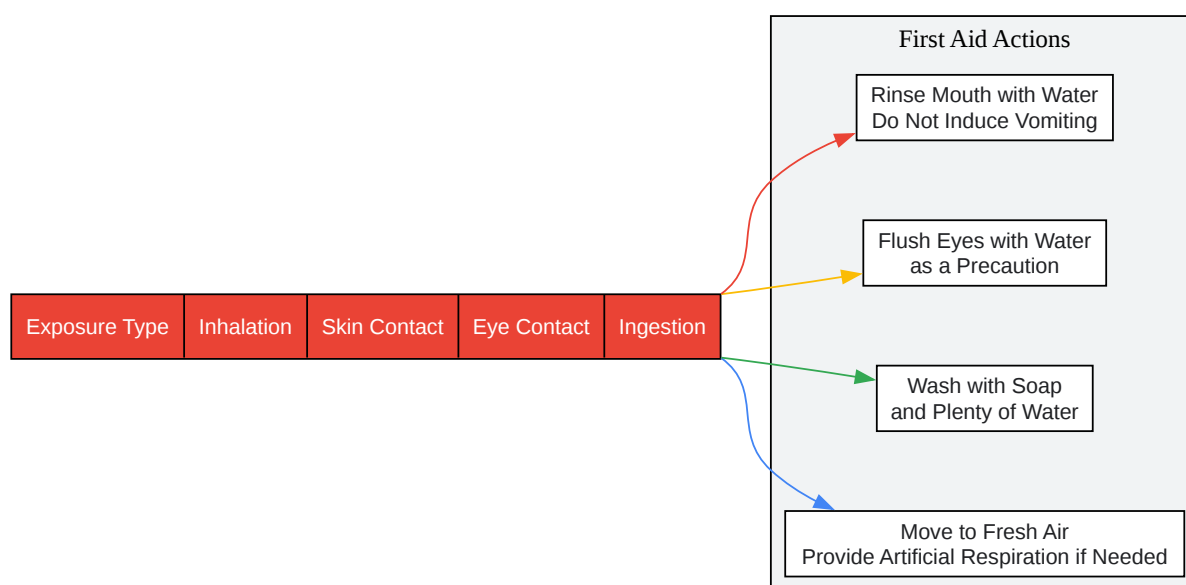 First Aid Actions
Rinse Mouth with Water
Do Not Induce Vomiting
Flush Eyes with Water
as a Precaution
Exposure Type
Inhalation
Skin Contact
Eye Contact
Ingestion
Wash with Soap
and Plenty of Water
Move to Fresh Air
Provide Artificial Respiration if Needed